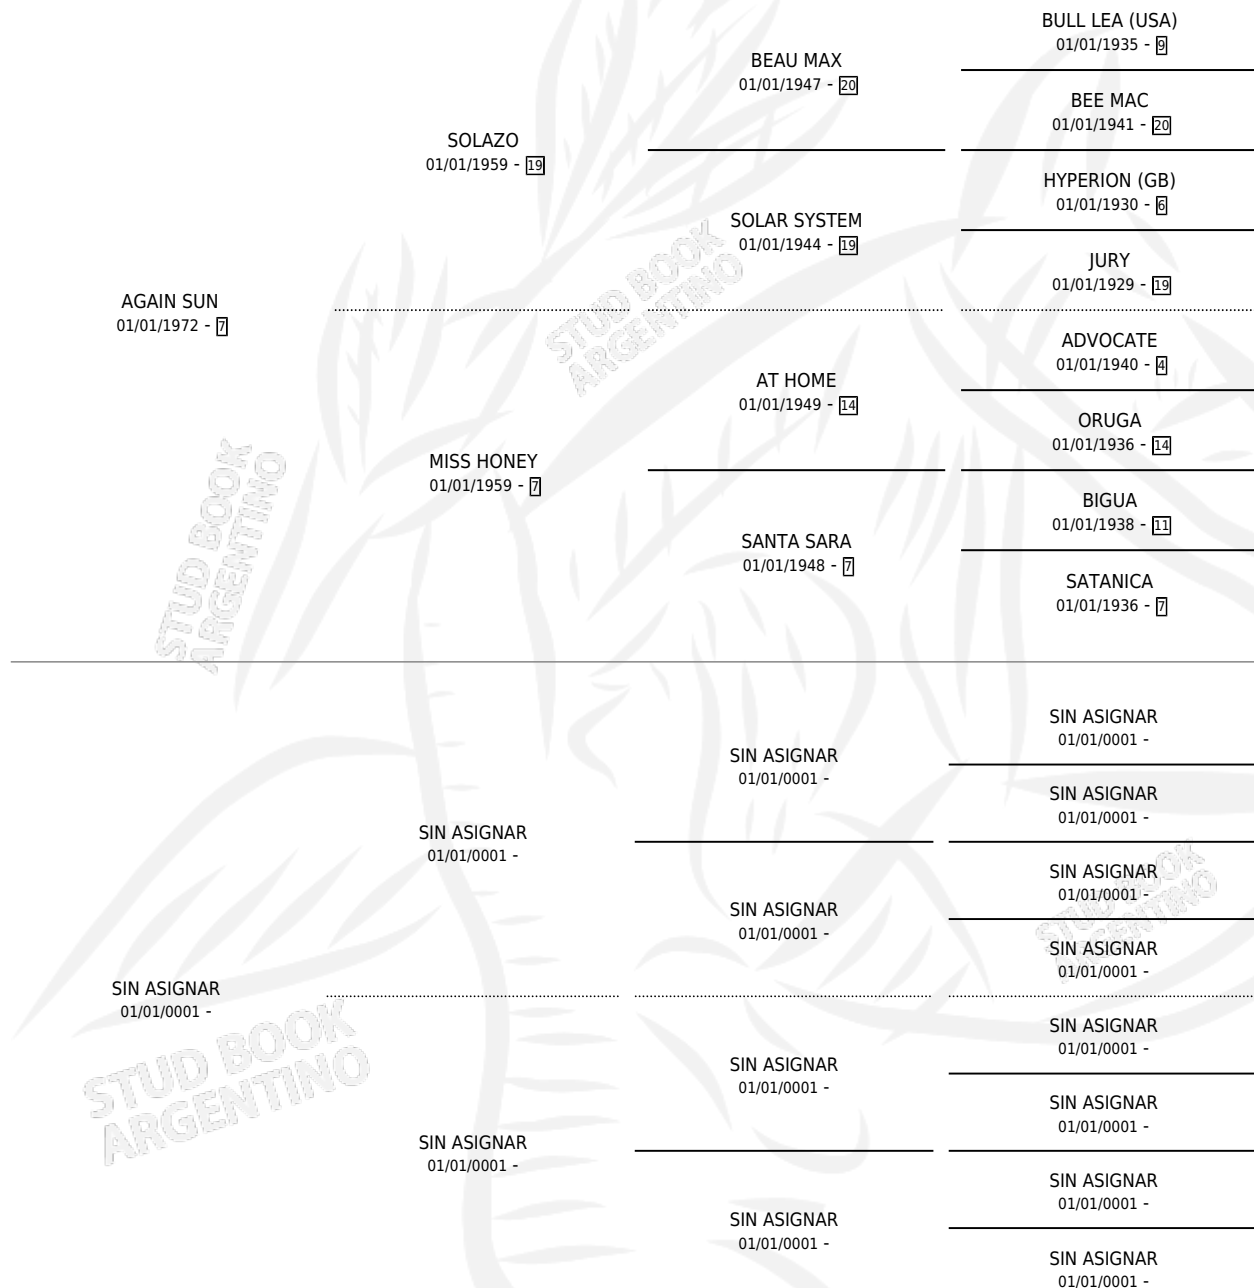 BULL LEA (USA)
01/01/1935 - 9
BEAU MAX
01/01/1947 - 20
BEE MAC
01/01/1941 - 20
SOLAZO
01/01/1959 - 19
HYPERION (GB)
01/01/1930 - 6
SOLAR SYSTEM
01/01/1944 - 19
JURY
01/01/1929 - 19
AGAIN SUN
01/01/1972 - 7
ADVOCATE
01/01/1940 - 4
AT HOME
01/01/1949 - 14
ORUGA
01/01/1936 - 14
MISS HONEY
01/01/1959 - 7
BIGUA
01/01/1938 - 11
SANTA SARA
01/01/1948 - 7
SATANICA
01/01/1936 - 7
STUD BOOK
ARGENTINO
STUD BOOK
ARGENTINO
SIN ASIGNAR
01/01/0001 -
SIN ASIGNAR
01/01/0001 -
SIN ASIGNAR
01/01/0001 -
SIN ASIGNAR
01/01/0001 -
SIN ASIGNAR
01/01/0001 -
SIN ASIGNAR
01/01/0001 -
SIN ASIGNAR
01/01/0001 -
SIN ASIGNAR
01/01/0001 -
SIN ASIGNAR
01/01/0001 -
SIN ASIGNAR
01/01/0001 -
SIN ASIGNAR
01/01/0001 -
SIN ASIGNAR
01/01/0001 -
SIN ASIGNAR
01/01/0001 -
SIN ASIGNAR
01/01/0001 -
SIN ASIGNAR
01/01/0001 -
STUD BOOK
ARGENTINO
STUD BOOK
ARGENTINO